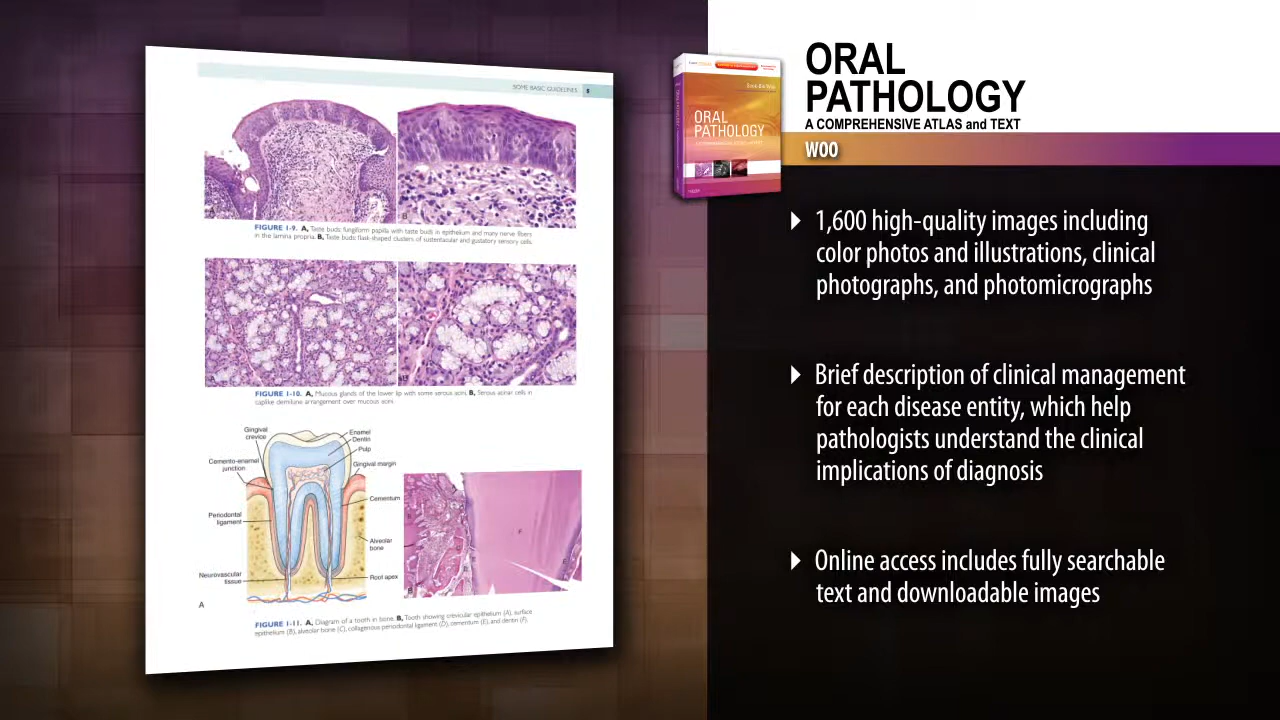 SOME BASIC GUIDELINES 5
B
FIGURE 1-9. A, Taste buds: fungiform papilla with taste buds in epithelium and many nerve fibers
in the lamina propria. B, Taste buds: flask-shaped clusters of sustentacular and gustatory sensory cells.
FIGURE 1-10. A, Mucous glands of the lower lip with some serous acini. B, Serous acinar cells in
caplike demilune arrangement over mucous acini.
Gingival
crevice
Enamel
Dentin
Pulp
Cemento-enamel
junction
Gingival margin
Cementum
Periodontal
ligament
Alveolar
bone
Neurovascular
tissue
Root apex
A
B
F
FIGURE 1-11. A, Diagram of a tooth in bone. B, Tooth showing crevicular epithelium (A), surface
epithelium (B), alveolar bone (C), collagenous periodontal ligament (D), cementum (E), and dentin (F).
ORAL
PATHOLOGY
ORAL
PATHOLOGY
A COMPREHENSIVE ATLAS and TEXT
WOO
1,600 high-quality images including
color photos and illustrations, clinical
photographs, and photomicrographs
Brief description of clinical management
for each disease entity, which help
pathologists understand the clinical
implications of diagnosis
Online access includes fully searchable
text and downloadable images